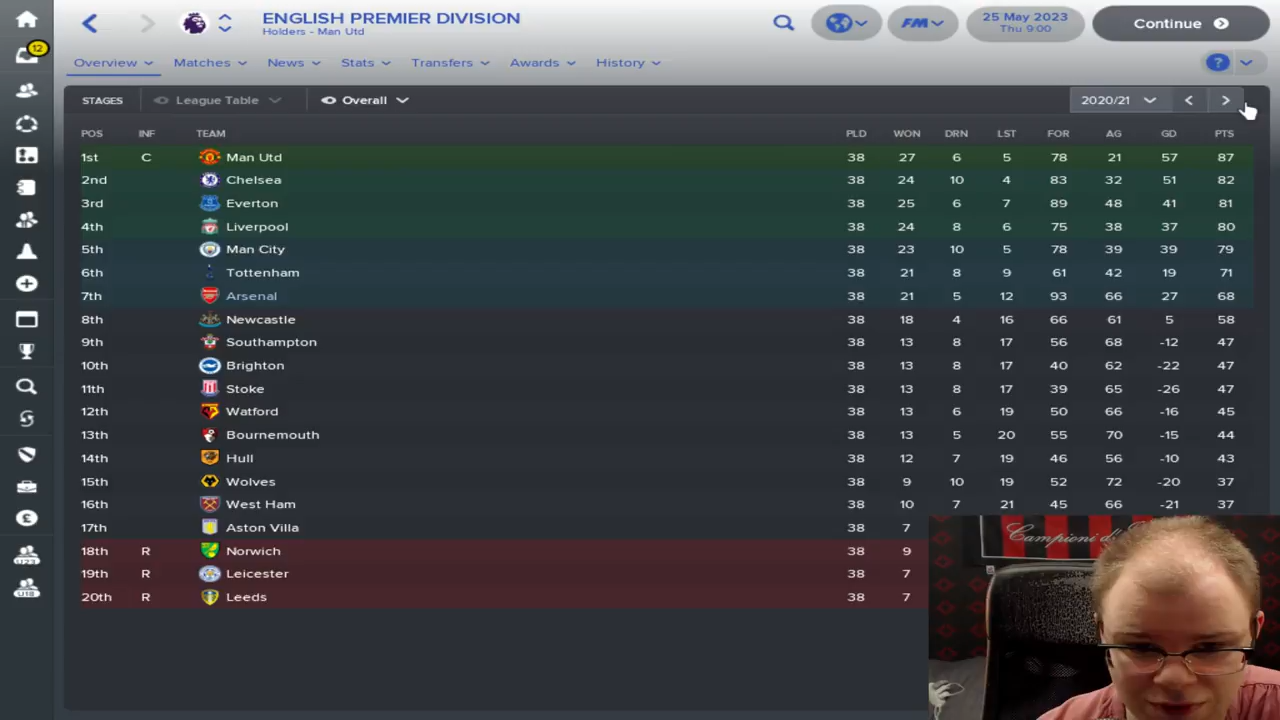 ENGLISH PREMIER DIVISION
Holders - Man Utd
FM
25 May 2023
Thu 9:00
Continue
12
Overview Matches News Stats Transfers Awards History ?
STAGES League Table Overall 2020/21 < >
POS INF TEAM PLD WON DRN LST FOR AG GD PTS
1st C Man Utd 38 27 6 5 78 21 57 87
2nd Chelsea 38 24 10 4 83 32 51 82
3rd Everton 38 25 6 7 89 48 41 81
4th Liverpool 38 24 8 6 75 38 37 80
5th Man City 38 23 10 5 78 39 39 79
6th Tottenham 38 21 8 9 61 42 19 71
7th Arsenal 38 21 5 12 93 66 27 68
8th Newcastle 38 18 4 16 66 61 5 58
9th Southampton 38 13 8 17 56 68 -12 47
10th Brighton 38 13 8 17 40 62 -22 47
11th Stoke 38 13 8 17 39 65 -26 47
12th Watford 38 13 6 19 50 66 -16 45
13th Bournemouth 38 13 5 20 55 70 -15 44
14th Hull 38 12 7 19 46 56 -10 43
15th Wolves 38 9 10 19 52 72 -20 37
16th West Ham 38 10 7 21 45 66 -21 37
17th Aston Villa 38 7
18th R Norwich 38 9
19th R Leicester 38 7
20th R Leeds 38 7
Campioni d
U23
U18